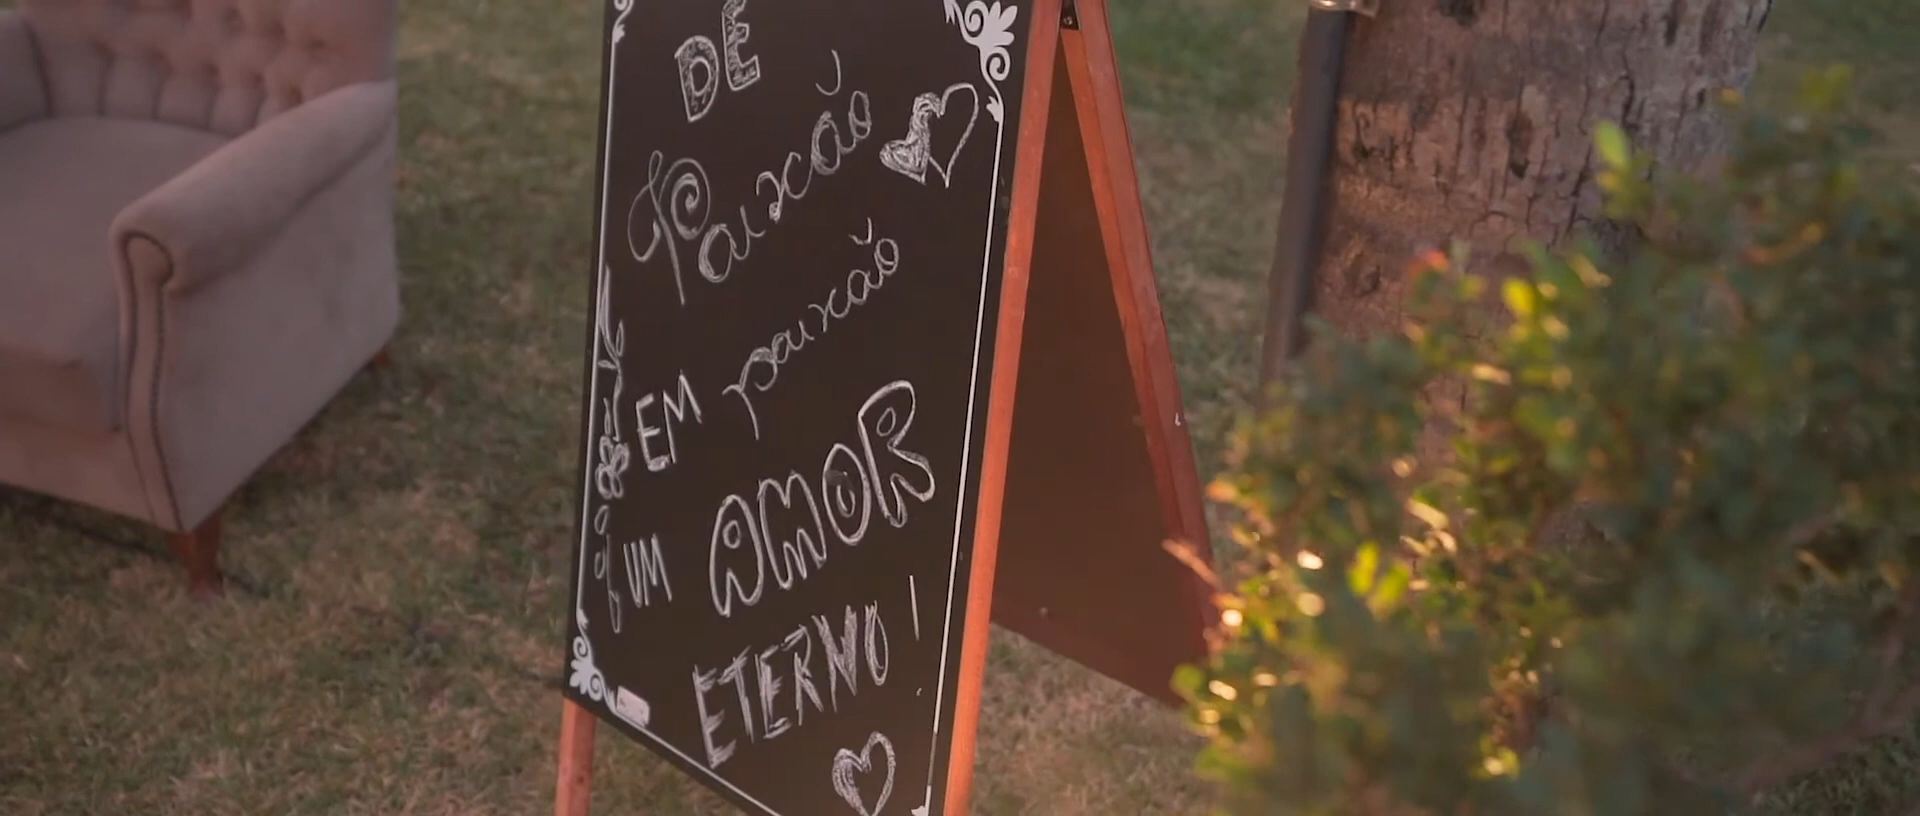 DE
Paixão
EM paixão
UM AMOR
ETERNO!